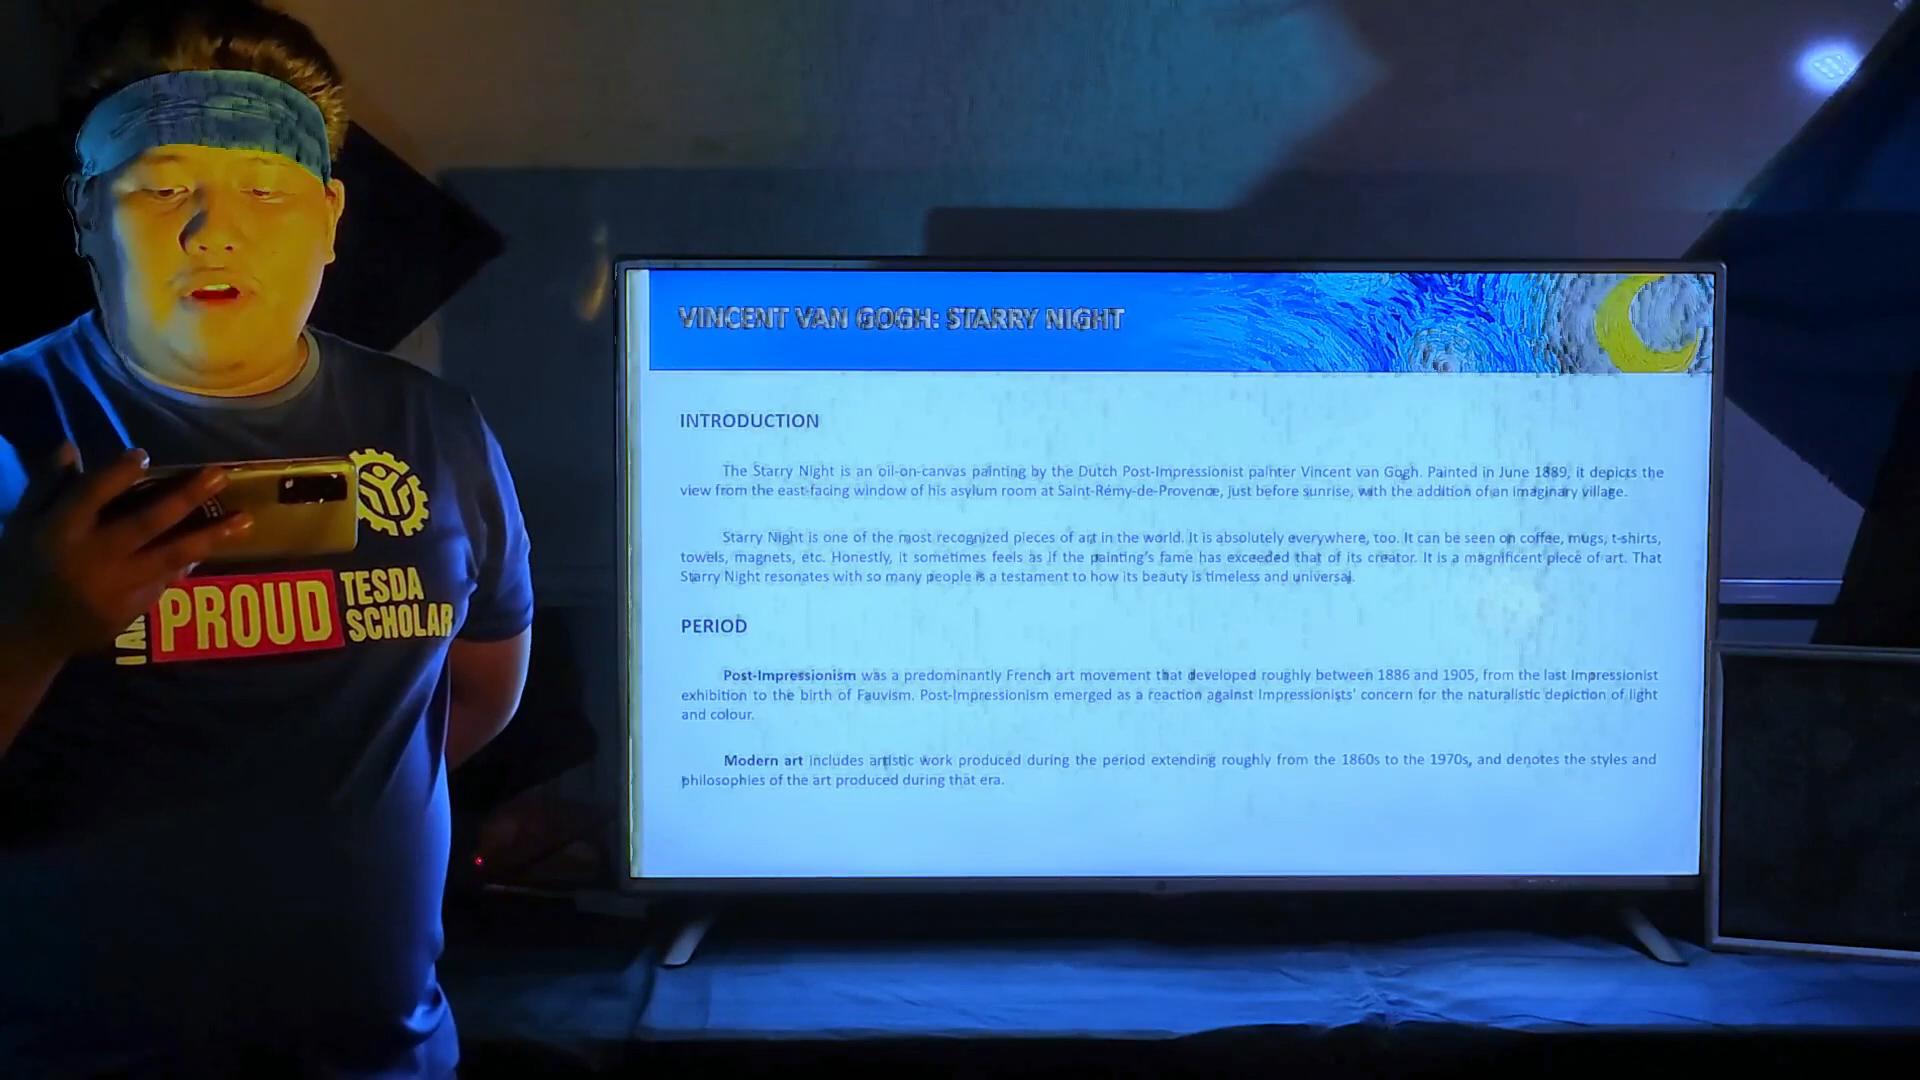 VINCENT VAN GOGH: STARRY NIGHT
INTRODUCTION
The Starry Night is an oil-on-canvas painting by the Dutch Post-Impressionist painter Vincent van Gogh. Painted in June 1889, it depicts the
view from the east-facing window of his asylum room at Saint-Rémy-de-Provence, just before sunrise, with the addition of an imaginary village.
Starry Night is one of the most recognized pieces of art in the world. It is absolutely everywhere, too. It can be seen on coffee, mugs, t-shirts,
towels, magnets, etc. Honestly, it sometimes feels as if the painting's fame has exceeded that of its creator. It is a magnificent piece of art. That
Starry Night resonates with so many people is a testament to how its beauty is timeless and universal.
PERIOD
Post-Impressionism was a predominantly French art movement that developed roughly between 1886 and 1905, from the last Impressionist
exhibition to the birth of Fauvism. Post-Impressionism emerged as a reaction against Impressionists' concern for the naturalistic depiction of light
and colour.
Modern art includes artistic work produced during the period extending roughly from the 1860s to the 1970s, and denotes the styles and
philosophies of the art produced during that era.
I A
PROUD
TESDA
SCHOLAR